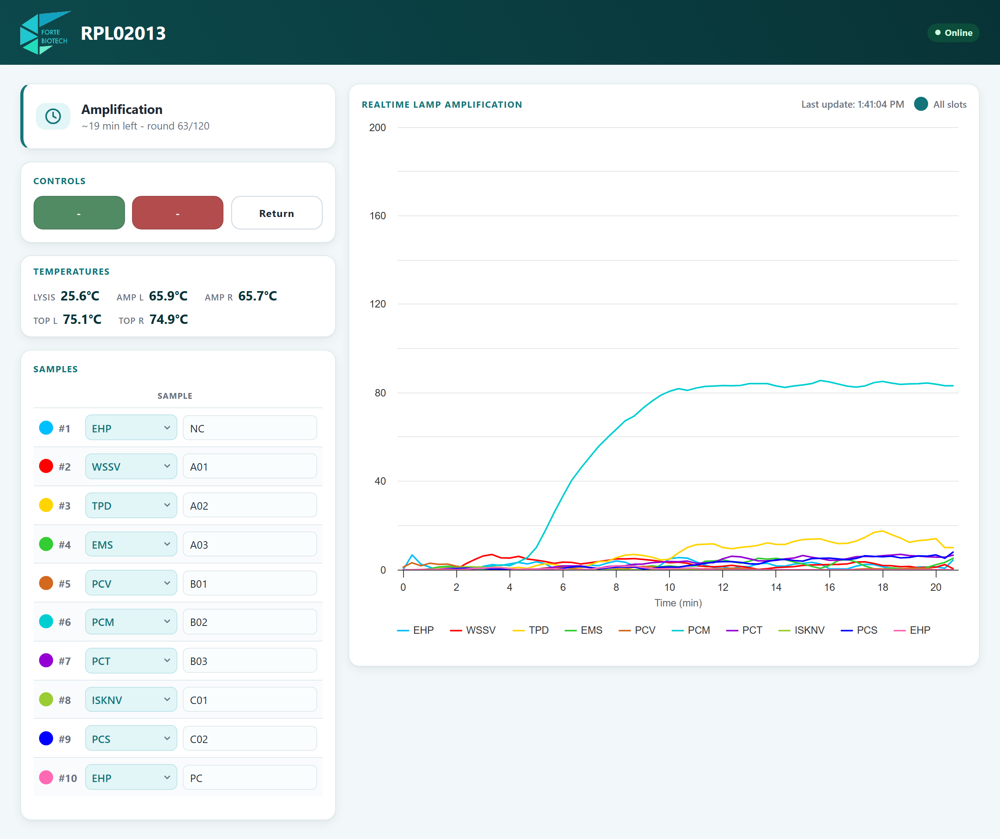 FORTE
BIOTECH
RPL02013
Online
Amplification
~19 min left - round 63/120
CONTROLS
-
-
Return
TEMPERATURES
LYSIS 25.6°C AMP L 65.9°C AMP R 65.7°C
TOP L 75.1°C TOP R 74.9°C
SAMPLES
SAMPLE
#1 EHP NC
#2 WSSV A01
#3 TPD A02
#4 EMS A03
#5 PCV B01
#6 PCM B02
#7 PCT B03
#8 ISKNV C01
#9 PCS C02
#10 EHP PC
REALTIME LAMP AMPLIFICATION
Last update: 1:41:04 PM All slots
200
160
120
80
40
0
0 2 4 6 8 10 12 14 16 18 20
Time (min)
EHP WSSV TPD EMS PCV PCM PCT ISKNV PCS EHP